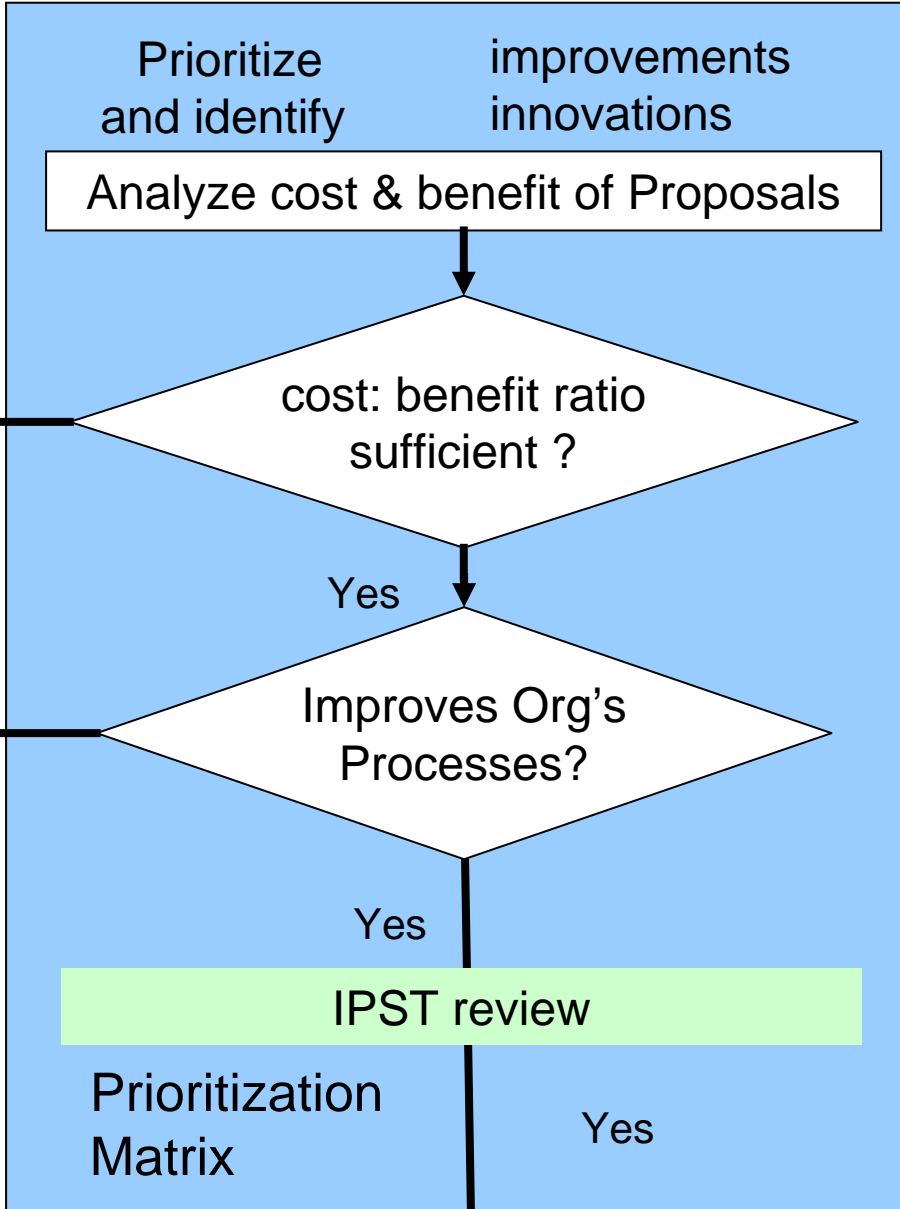 Prioritize
and identify
improvements
innovations
Analyze cost & benefit of Proposals
cost: benefit ratio
sufficient ?
Yes
Improves Org’s
Processes?
Yes
IPST review
Prioritization
Matrix
Yes